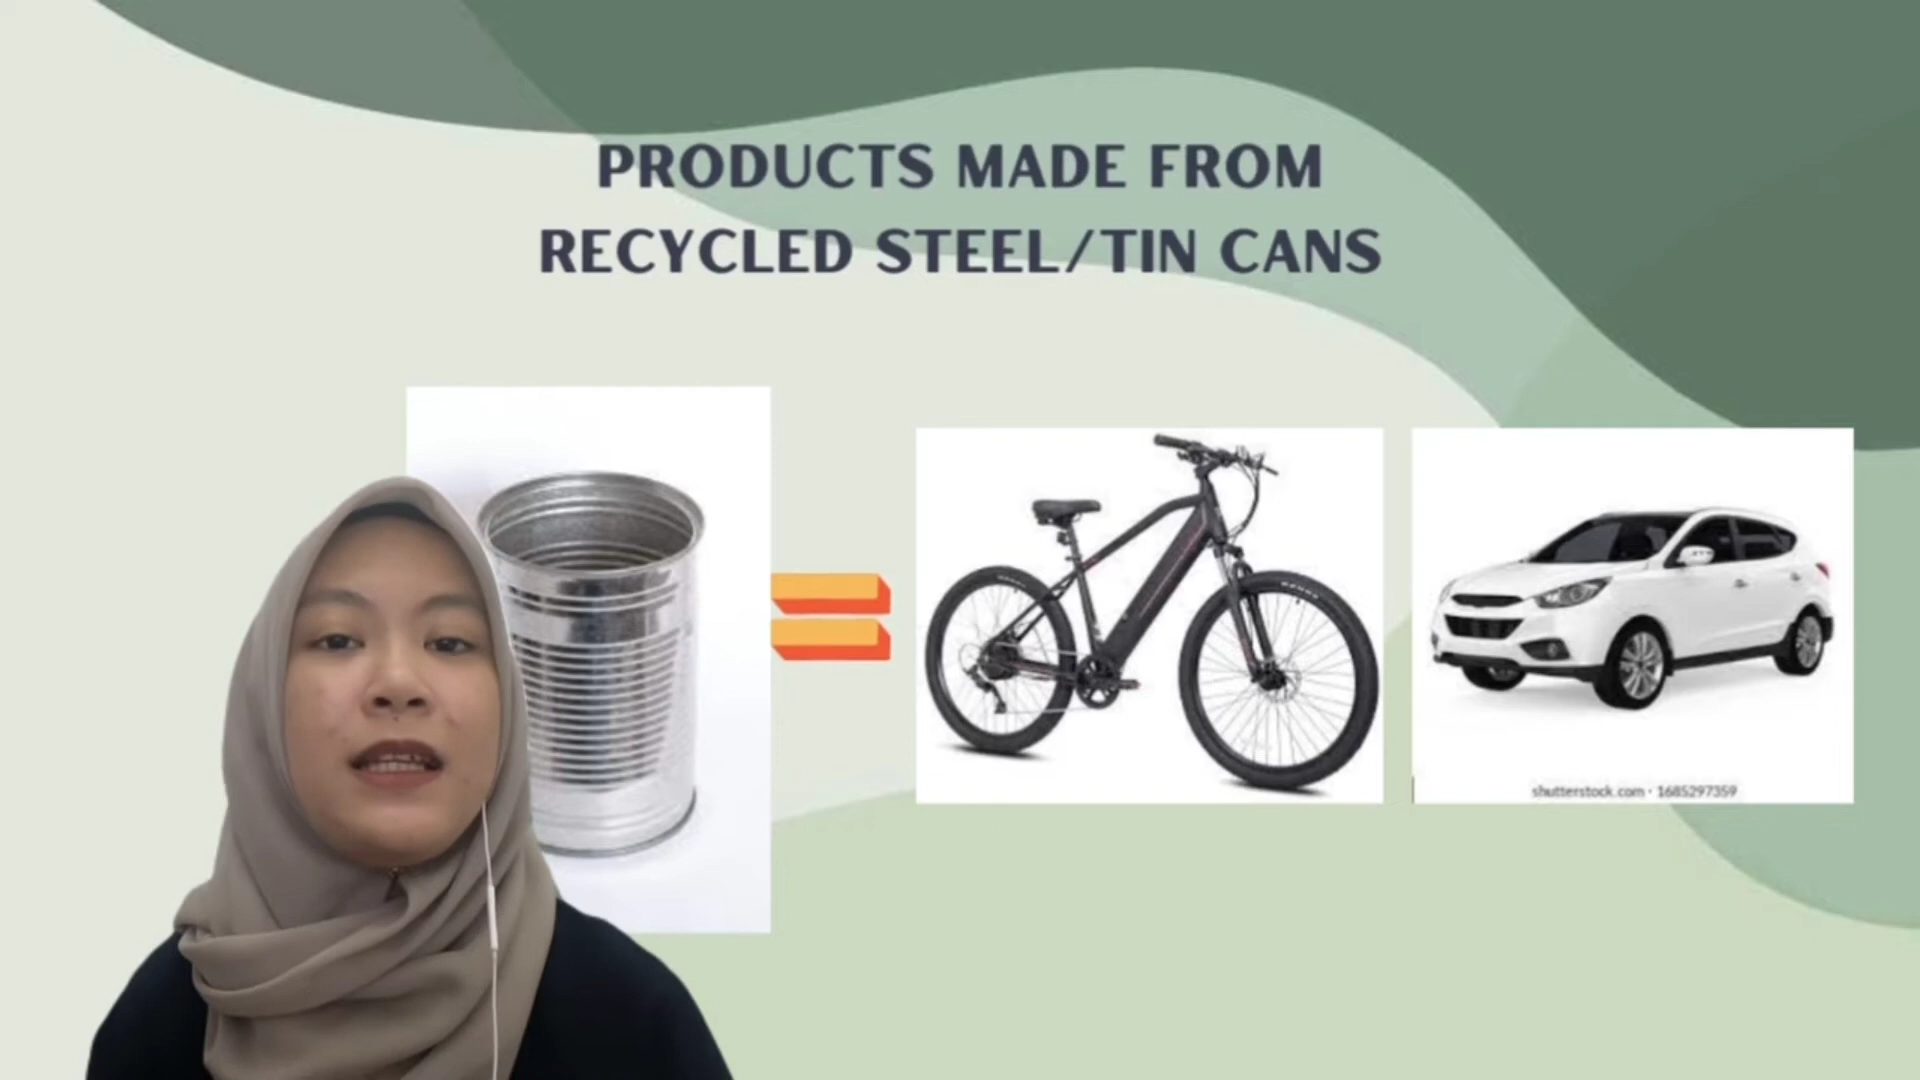 PRODUCTS MADE FROM
RECYCLED STEEL/TIN CANS
shutterstock.com · 1685297359